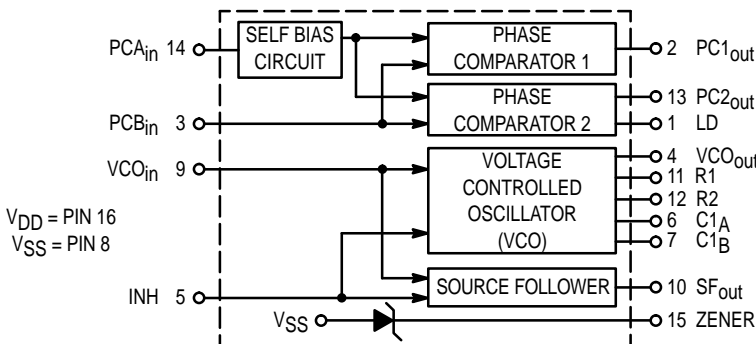 PCAin 14
SELF BIAS
CIRCUIT
PHASE
COMPARATOR 1
2 PC1out
PCBin 3
PHASE
COMPARATOR 2
13 PC2out
1 LD
VCOin 9
VOLTAGE
CONTROLLED
OSCILLATOR
(VCO)
4 VCOout
11 R1
12 R2
6 C1A
7 C1B
VDD = PIN 16
VSS = PIN 8
INH 5
SOURCE FOLLOWER
10 SFout
VSS
15 ZENER